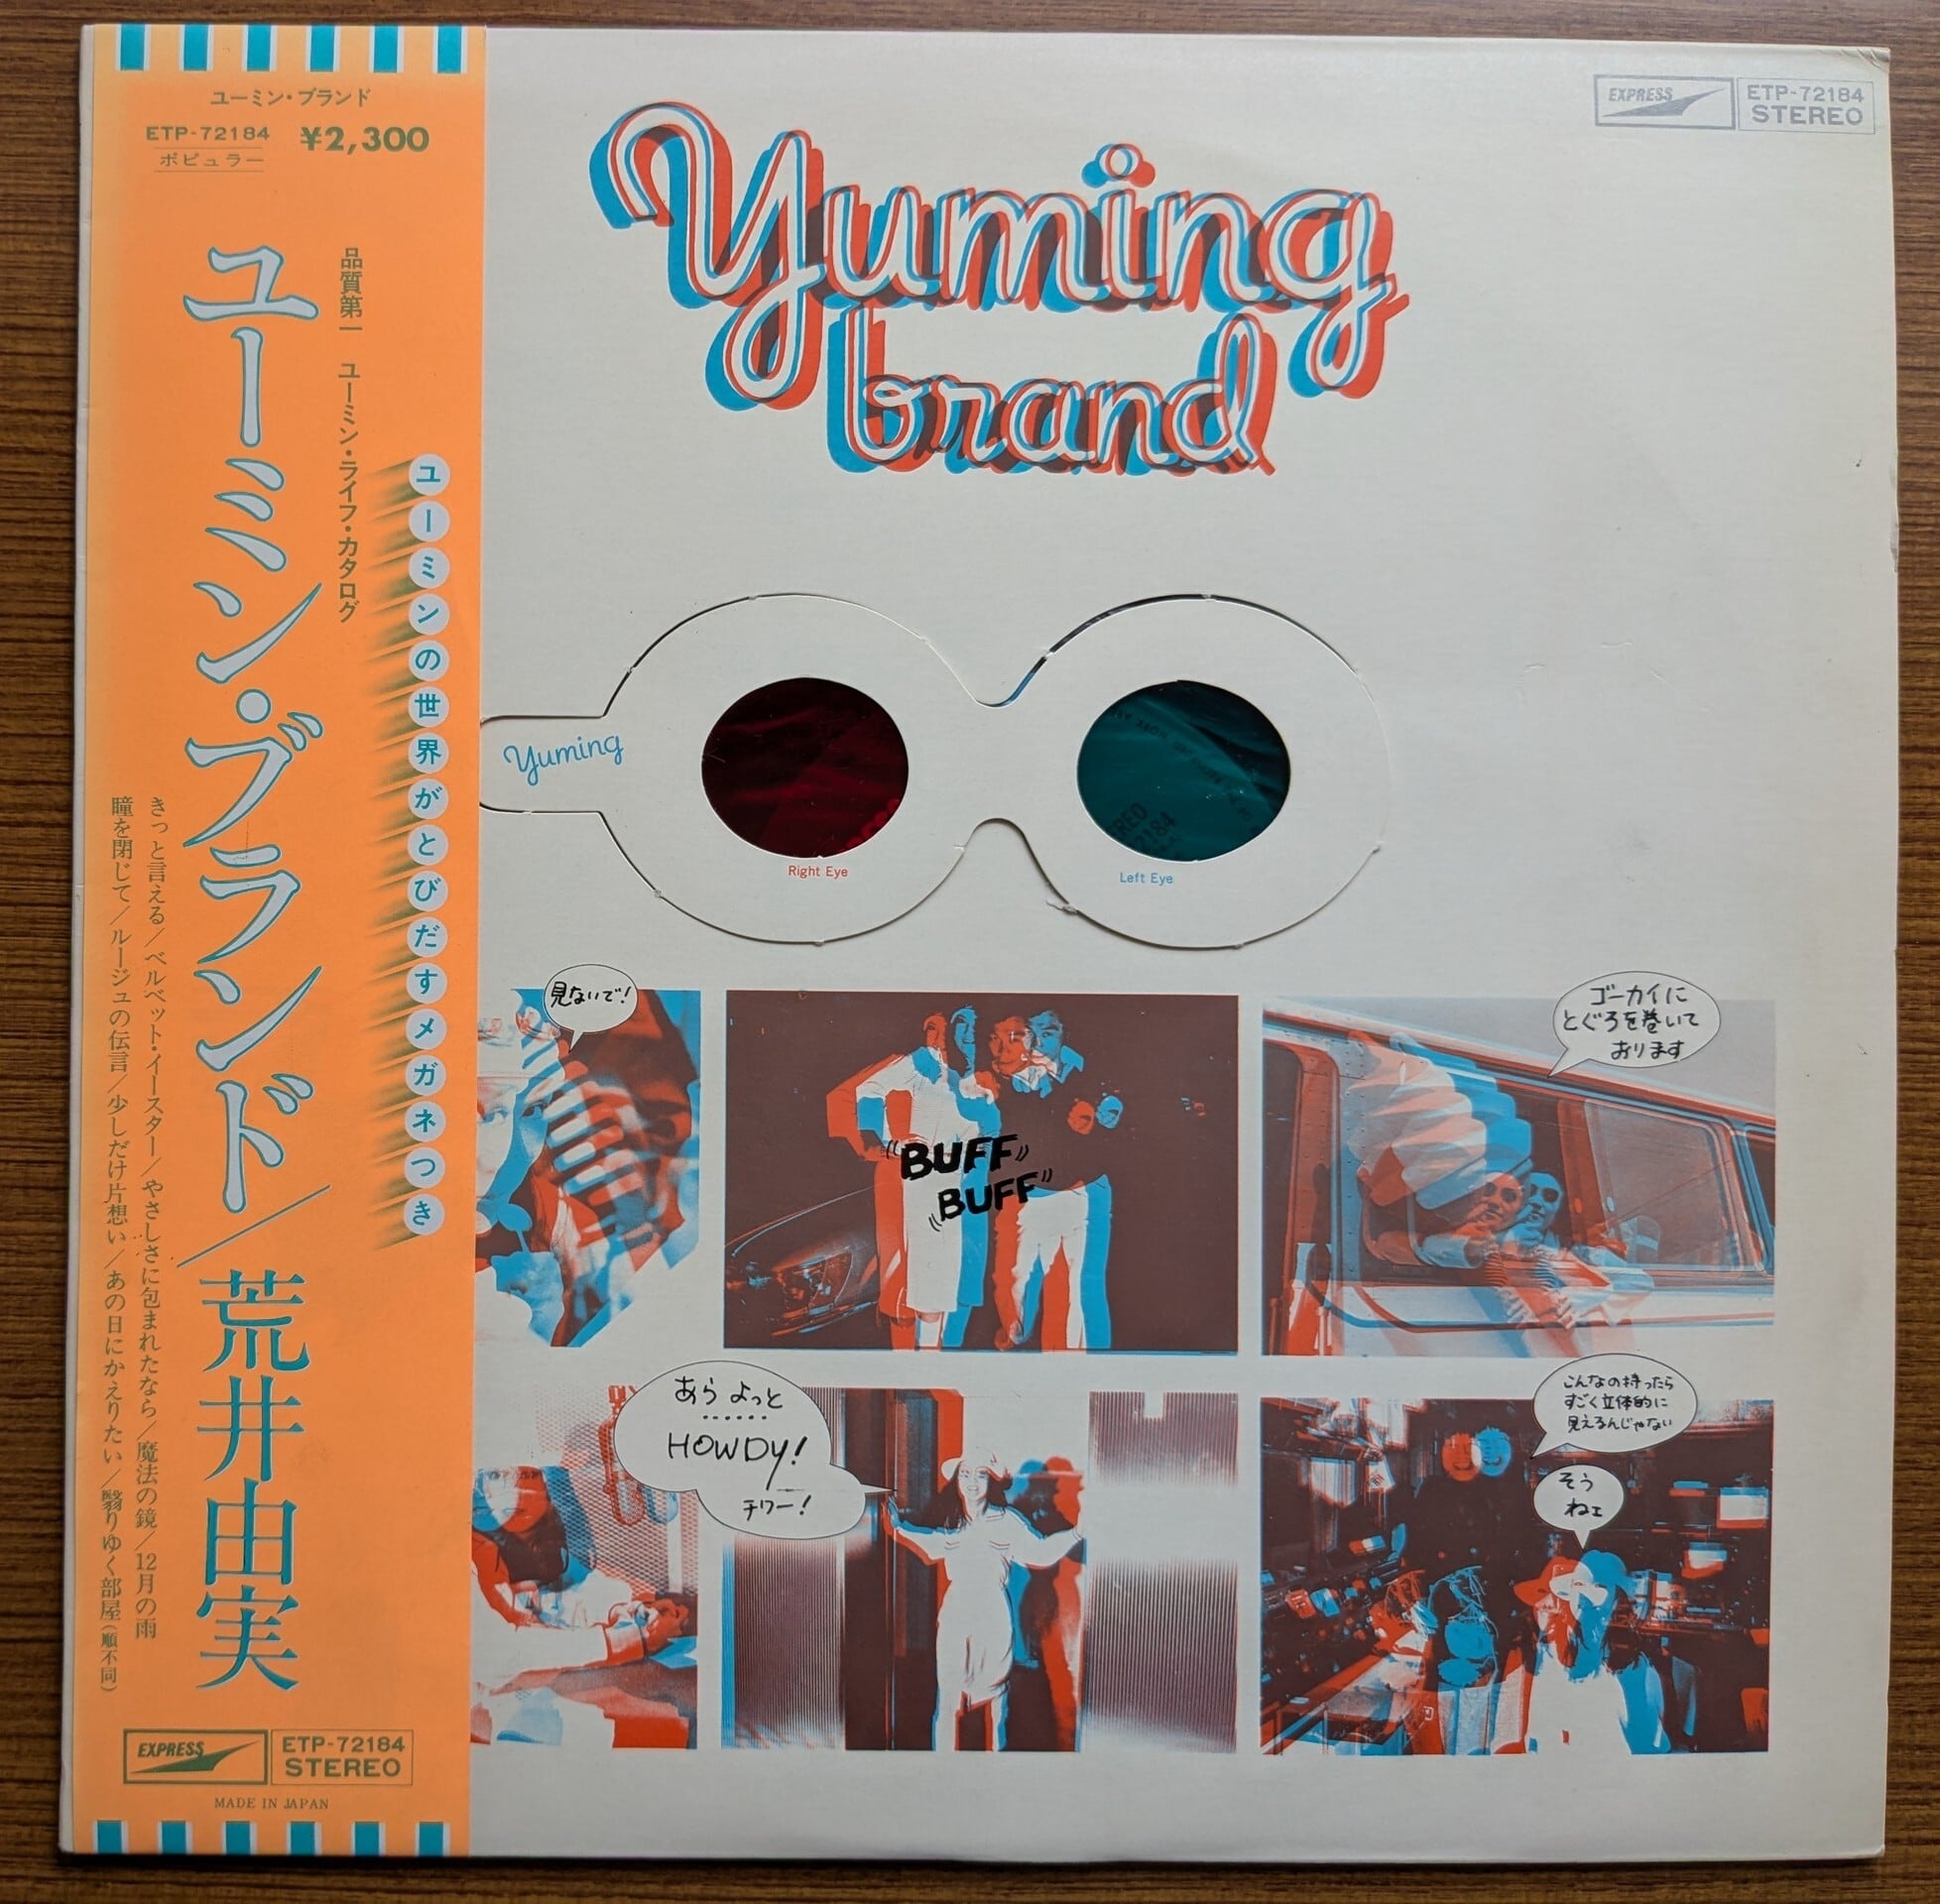 ユーミン・ブランド
ETP-72184 ¥2,300
ポピュラー
ユーミンの世界がとびだすメガネつき
品質第一 ユーミン・ライフ・カタログ
ユーミン・ブランド/荒井由実
きっと言える/ベルベット・イースター/やさしさに包まれたなら/魔法の鏡/12月の雨
瞳を閉じて/ルージュの伝言/少しだけ片想い/あの日にかえりたい/翳りゆく部屋(順不同)
EXPRESS
ETP-72184
STEREO
MADE IN JAPAN
EXPRESS
ETP-72184
STEREO
Yuming
brand
Yuming
Right Eye
Left Eye
RED
2184
見ないで!
"BUFF"
"BUFF"
ゴーカイに
とぐろを巻いて
おります
あら よっと
HOWDY!
チワー!
こんなの持ったら
すごく立体的に
見えるんじゃない
そう
ねェ